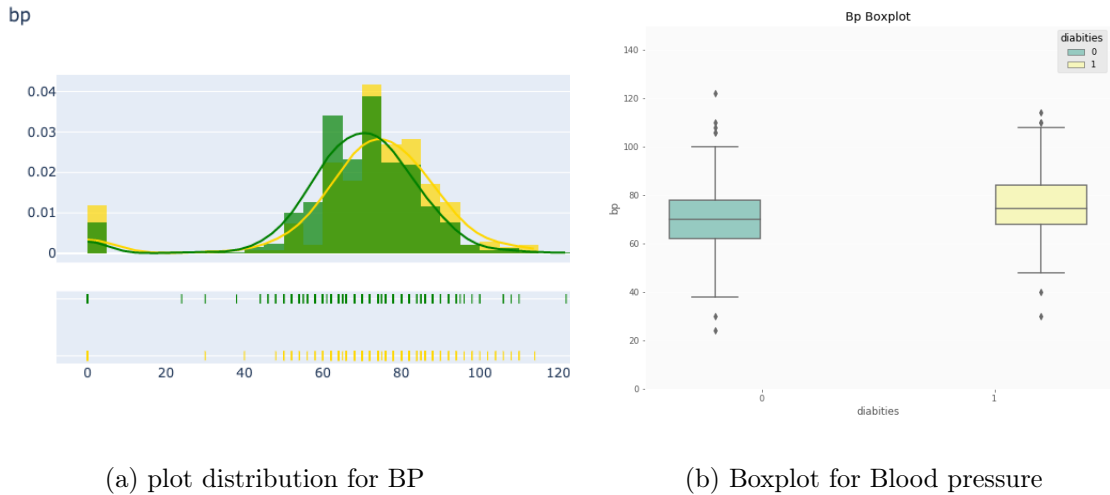 bp
0.04
0.03
0.02
0.01
0
0 20 40 60 80 100 120
(a) plot distribution for BP
Bp Boxplot
diabities
0
1
140
120
100
80
60
40
20
0
bp
0 1
diabities
(b) Boxplot for Blood pressure